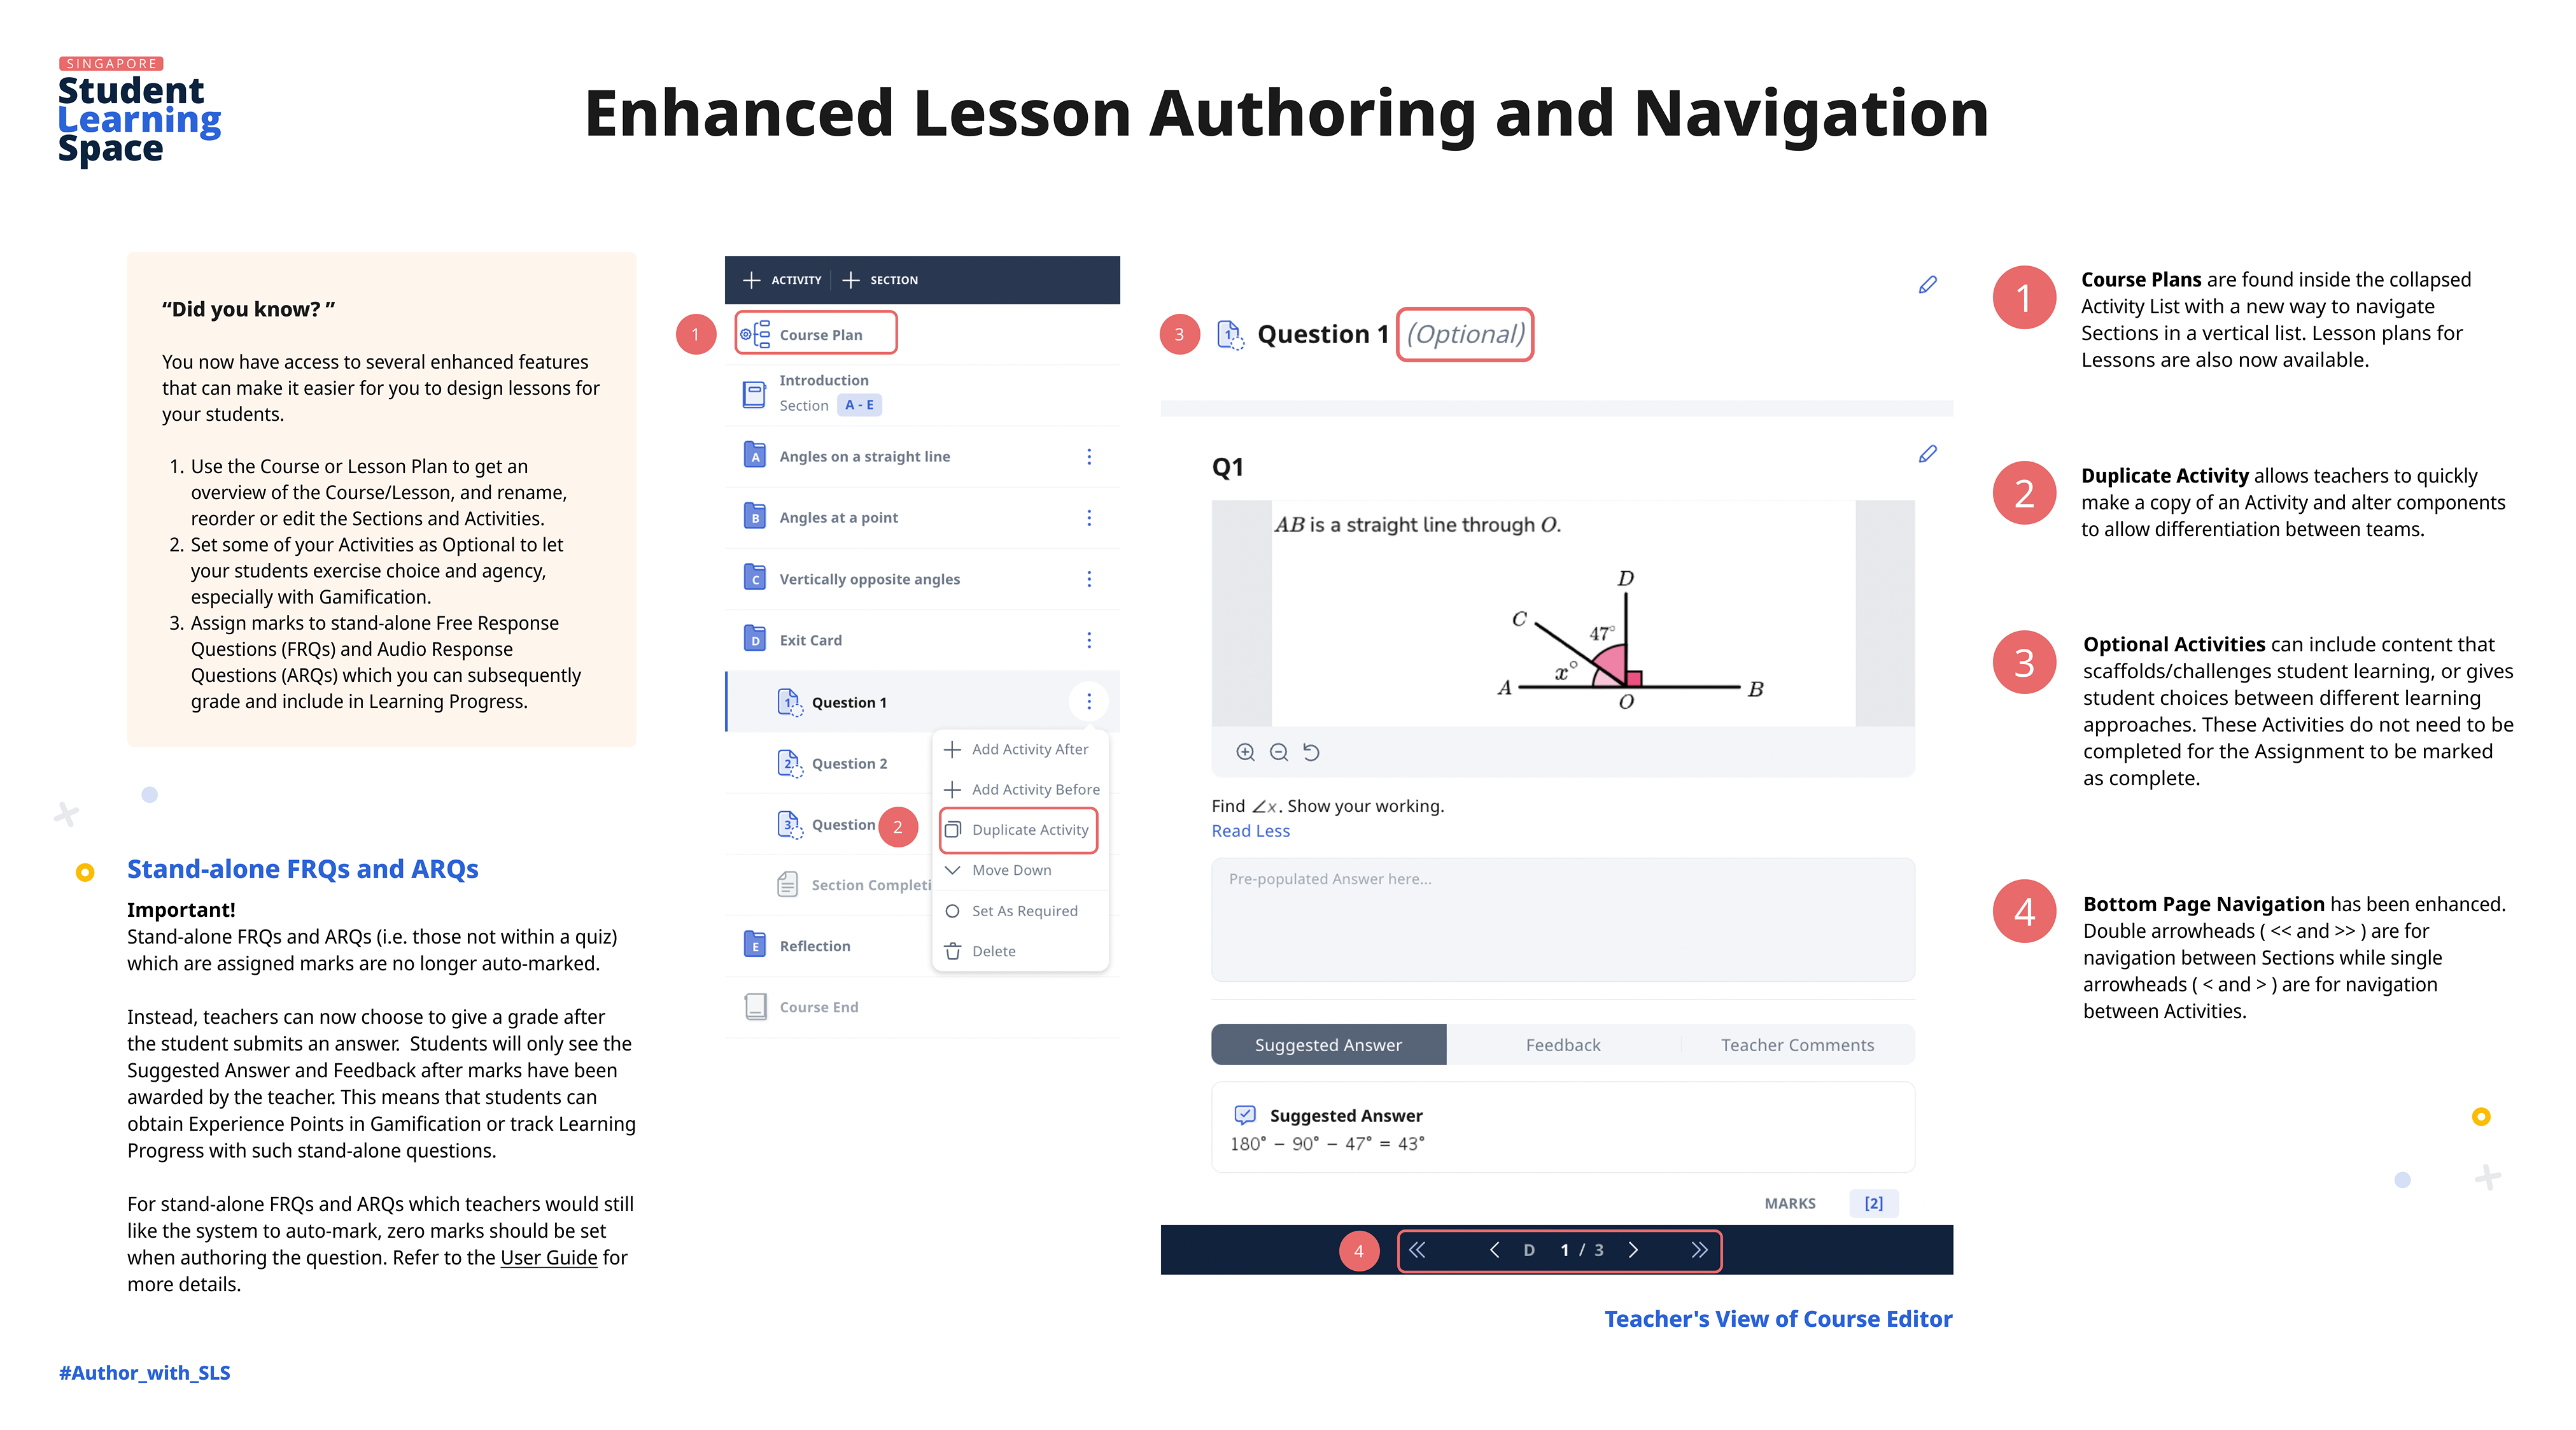 SINGAPORE
Student
Learning
Space
Enhanced Lesson Authoring and Navigation
“Did you know? ”
You now have access to several enhanced features
that can make it easier for you to design lessons for
your students.
1. Use the Course or Lesson Plan to get an
overview of the Course/Lesson, and rename,
reorder or edit the Sections and Activities.
2. Set some of your Activities as Optional to let
your students exercise choice and agency,
especially with Gamification.
3. Assign marks to stand-alone Free Response
Questions (FRQs) and Audio Response
Questions (ARQs) which you can subsequently
grade and include in Learning Progress.
Stand-alone FRQs and ARQs
Important!
Stand-alone FRQs and ARQs (i.e. those not within a quiz)
which are assigned marks are no longer auto-marked.
Instead, teachers can now choose to give a grade after
the student submits an answer.  Students will only see the
Suggested Answer and Feedback after marks have been
awarded by the teacher. This means that students can
obtain Experience Points in Gamification or track Learning
Progress with such stand-alone questions.
For stand-alone FRQs and ARQs which teachers would still
like the system to auto-mark, zero marks should be set
when authoring the question. Refer to the User Guide for
more details.
#Author_with_SLS
ACTIVITY
SECTION
1
Course Plan
Introduction
Section A - E
A Angles on a straight line
B Angles at a point
C Vertically opposite angles
D Exit Card
1. Question 1
2. Question 2
3. Question
2
Section Completi
E Reflection
Course End
Add Activity After
Add Activity Before
Duplicate Activity
Move Down
Set As Required
Delete
3
1. Question 1 (Optional)
Q1
AB is a straight line through O.
D
C
47°
x°
A
B
O
Find ∠x. Show your working.
Read Less
Pre-populated Answer here...
Suggested Answer
Feedback
Teacher Comments
Suggested Answer
180° − 90° − 47° = 43°
MARKS [2]
4
<< < D 1 / 3 > >>
Teacher's View of Course Editor
1
Course Plans are found inside the collapsed
Activity List with a new way to navigate
Sections in a vertical list. Lesson plans for
Lessons are also now available.
2
Duplicate Activity allows teachers to quickly
make a copy of an Activity and alter components
to allow differentiation between teams.
3
Optional Activities can include content that
scaffolds/challenges student learning, or gives
student choices between different learning
approaches. These Activities do not need to be
completed for the Assignment to be marked
as complete.
4
Bottom Page Navigation has been enhanced.
Double arrowheads ( << and >> ) are for
navigation between Sections while single
arrowheads ( < and > ) are for navigation
between Activities.